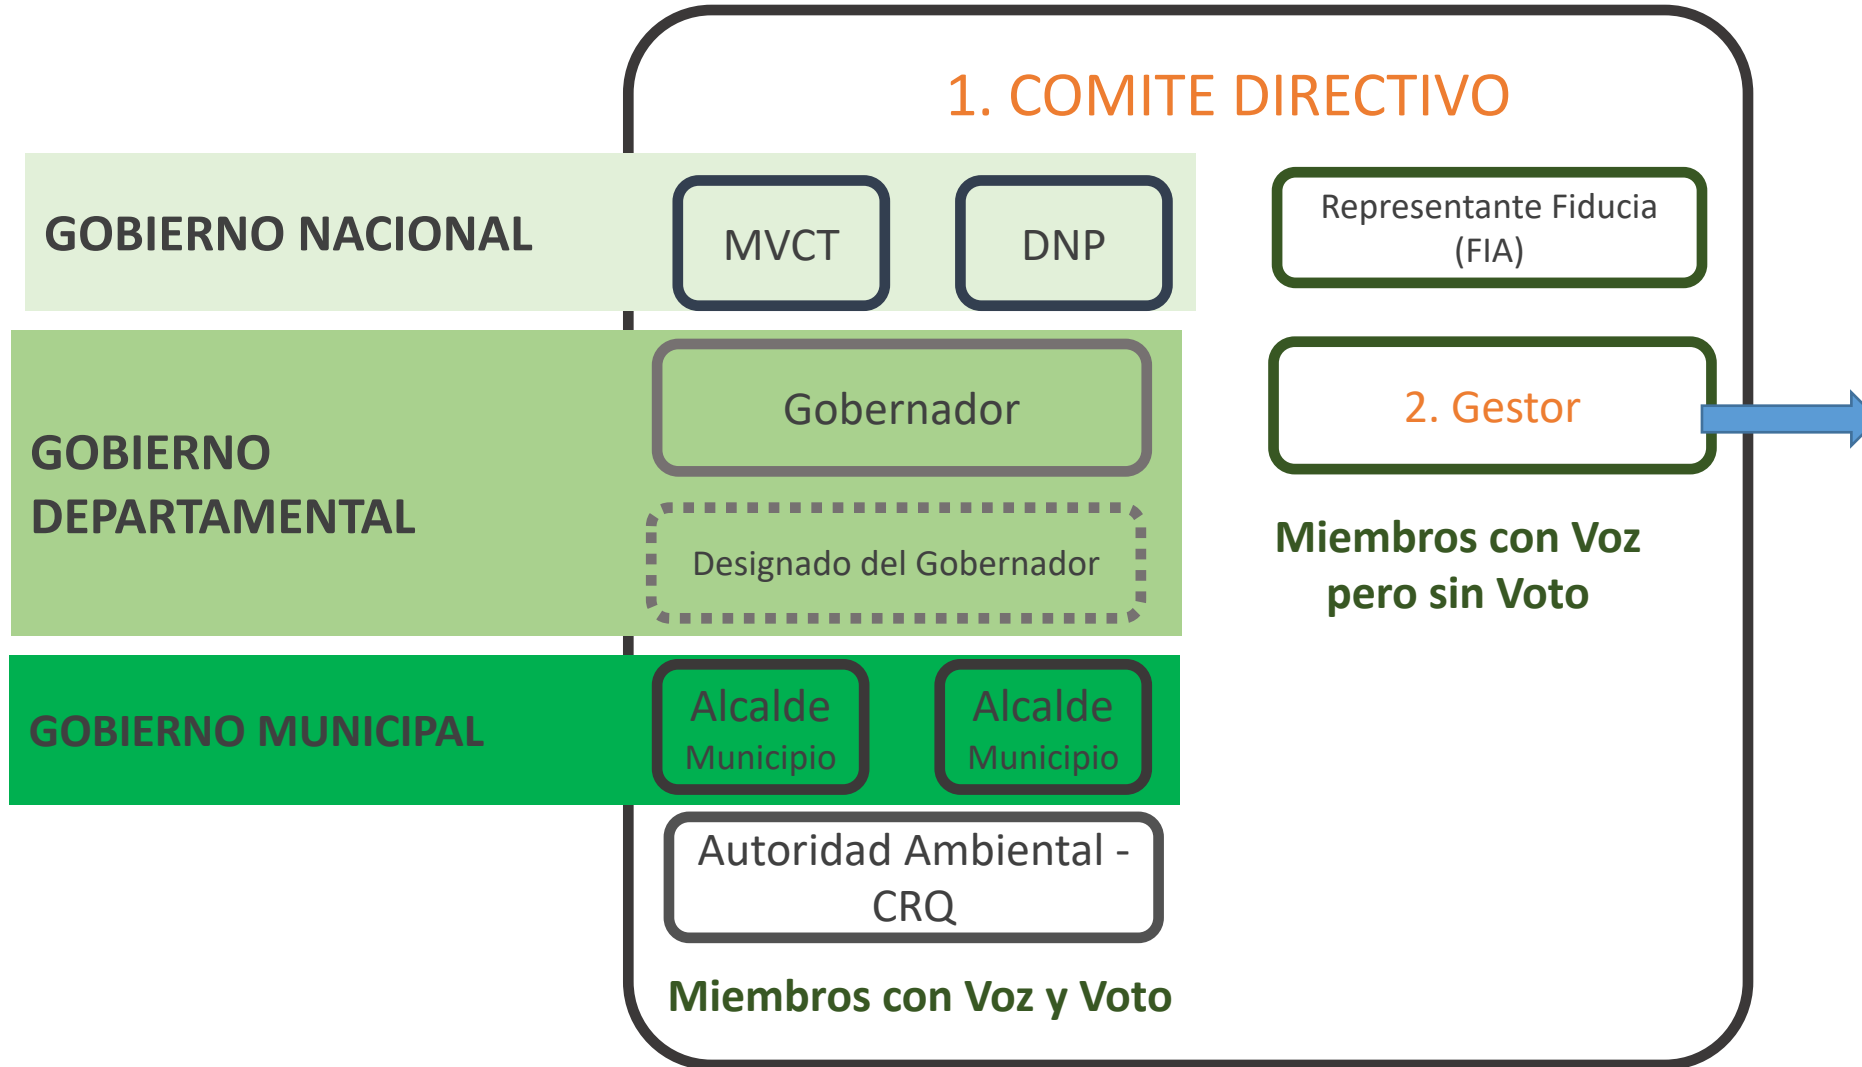 1. COMITE DIRECTIVO
GOBIERNO NACIONAL
MVCT
DNP
Representante Fiducia
(FIA)
GOBIERNO
DEPARTAMENTAL
Gobernador
2. Gestor
Designado del Gobernador
Miembros con Voz
pero sin Voto
GOBIERNO MUNICIPAL
Alcalde
Municipio
Alcalde
Municipio
Autoridad Ambiental -
CRQ
Miembros con Voz y Voto